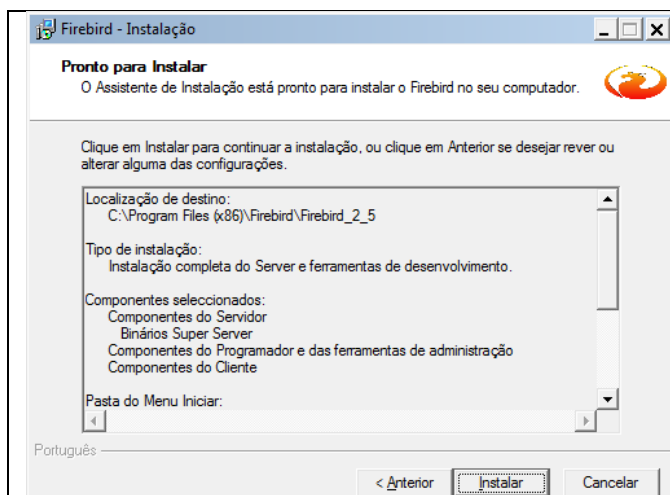 Firebird - Instalação
Pronto para Instalar
O Assistente de Instalação está pronto para instalar o Firebird no seu computador.
Clique em Instalar para continuar a instalação, ou clique em Anterior se desejar rever ou
alterar alguma das configurações.
Localização de destino:
C:\Program Files (x86)\Firebird\Firebird_2_5
Tipo de instalação:
Instalação completa do Server e ferramentas de desenvolvimento.
Componentes seleccionados:
Componentes do Servidor
Binários Super Server
Componentes do Programador e das ferramentas de administração
Componentes do Cliente
Pasta do Menu Iniciar:
Português
< Anterior
Instalar
Cancelar